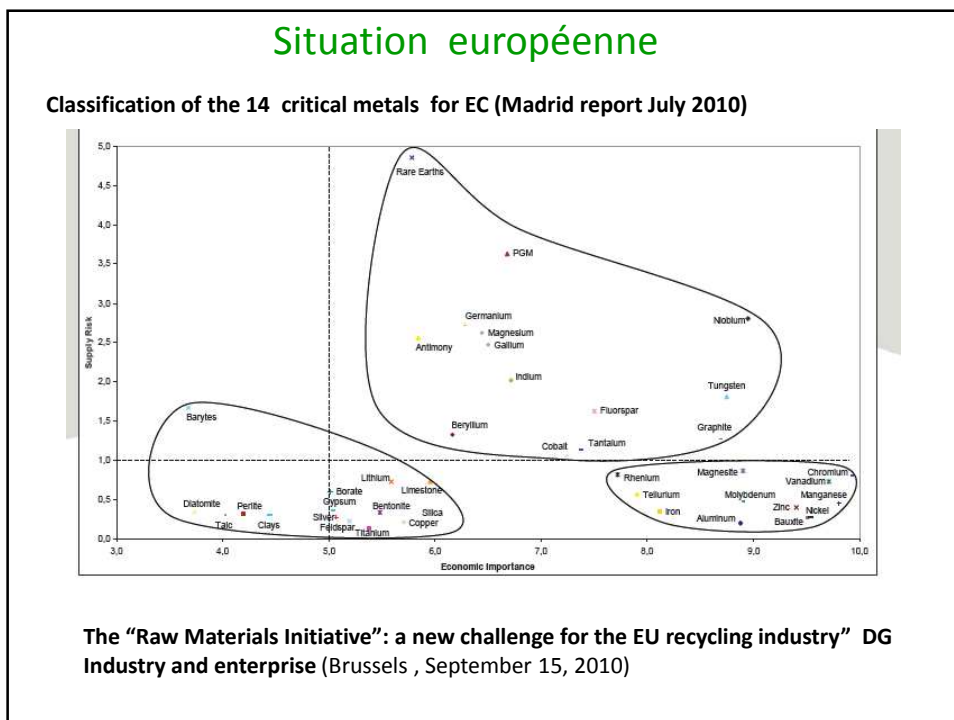 Situation européenne
Classification of the 14 critical metals for EC (Madrid report July 2010)
5,0
4,5
4,0
3,5
3,0
2,5
2,0
1,5
1,0
0,5
0,0
Supply Risk
Rare Earths
PGM
Germanium
Niobium
Magnesium
Antimony
Gallium
Indium
Tungsten
Barytes
Fluorspar
Beryllium
Graphite
Cobalt
Tantalum
Lithium
Rhenium
Magnesite
Chromium
Limestone
Vanadium
Diatomite
Perlite
Borate
Gypsum
Bentonite
Tellurium
Molybdenum
Manganese
Talc
Clays
Silver
Silica
Iron
Zinc
Nickel
Feldspar
Copper
Aluminum
Bauxite
Titanium
3,0
4,0
5,0
6,0
7,0
8,0
9,0
10,0
Economic Importance
The “Raw Materials Initiative”: a new challenge for the EU recycling industry” DG
Industry and enterprise (Brussels , September 15, 2010)